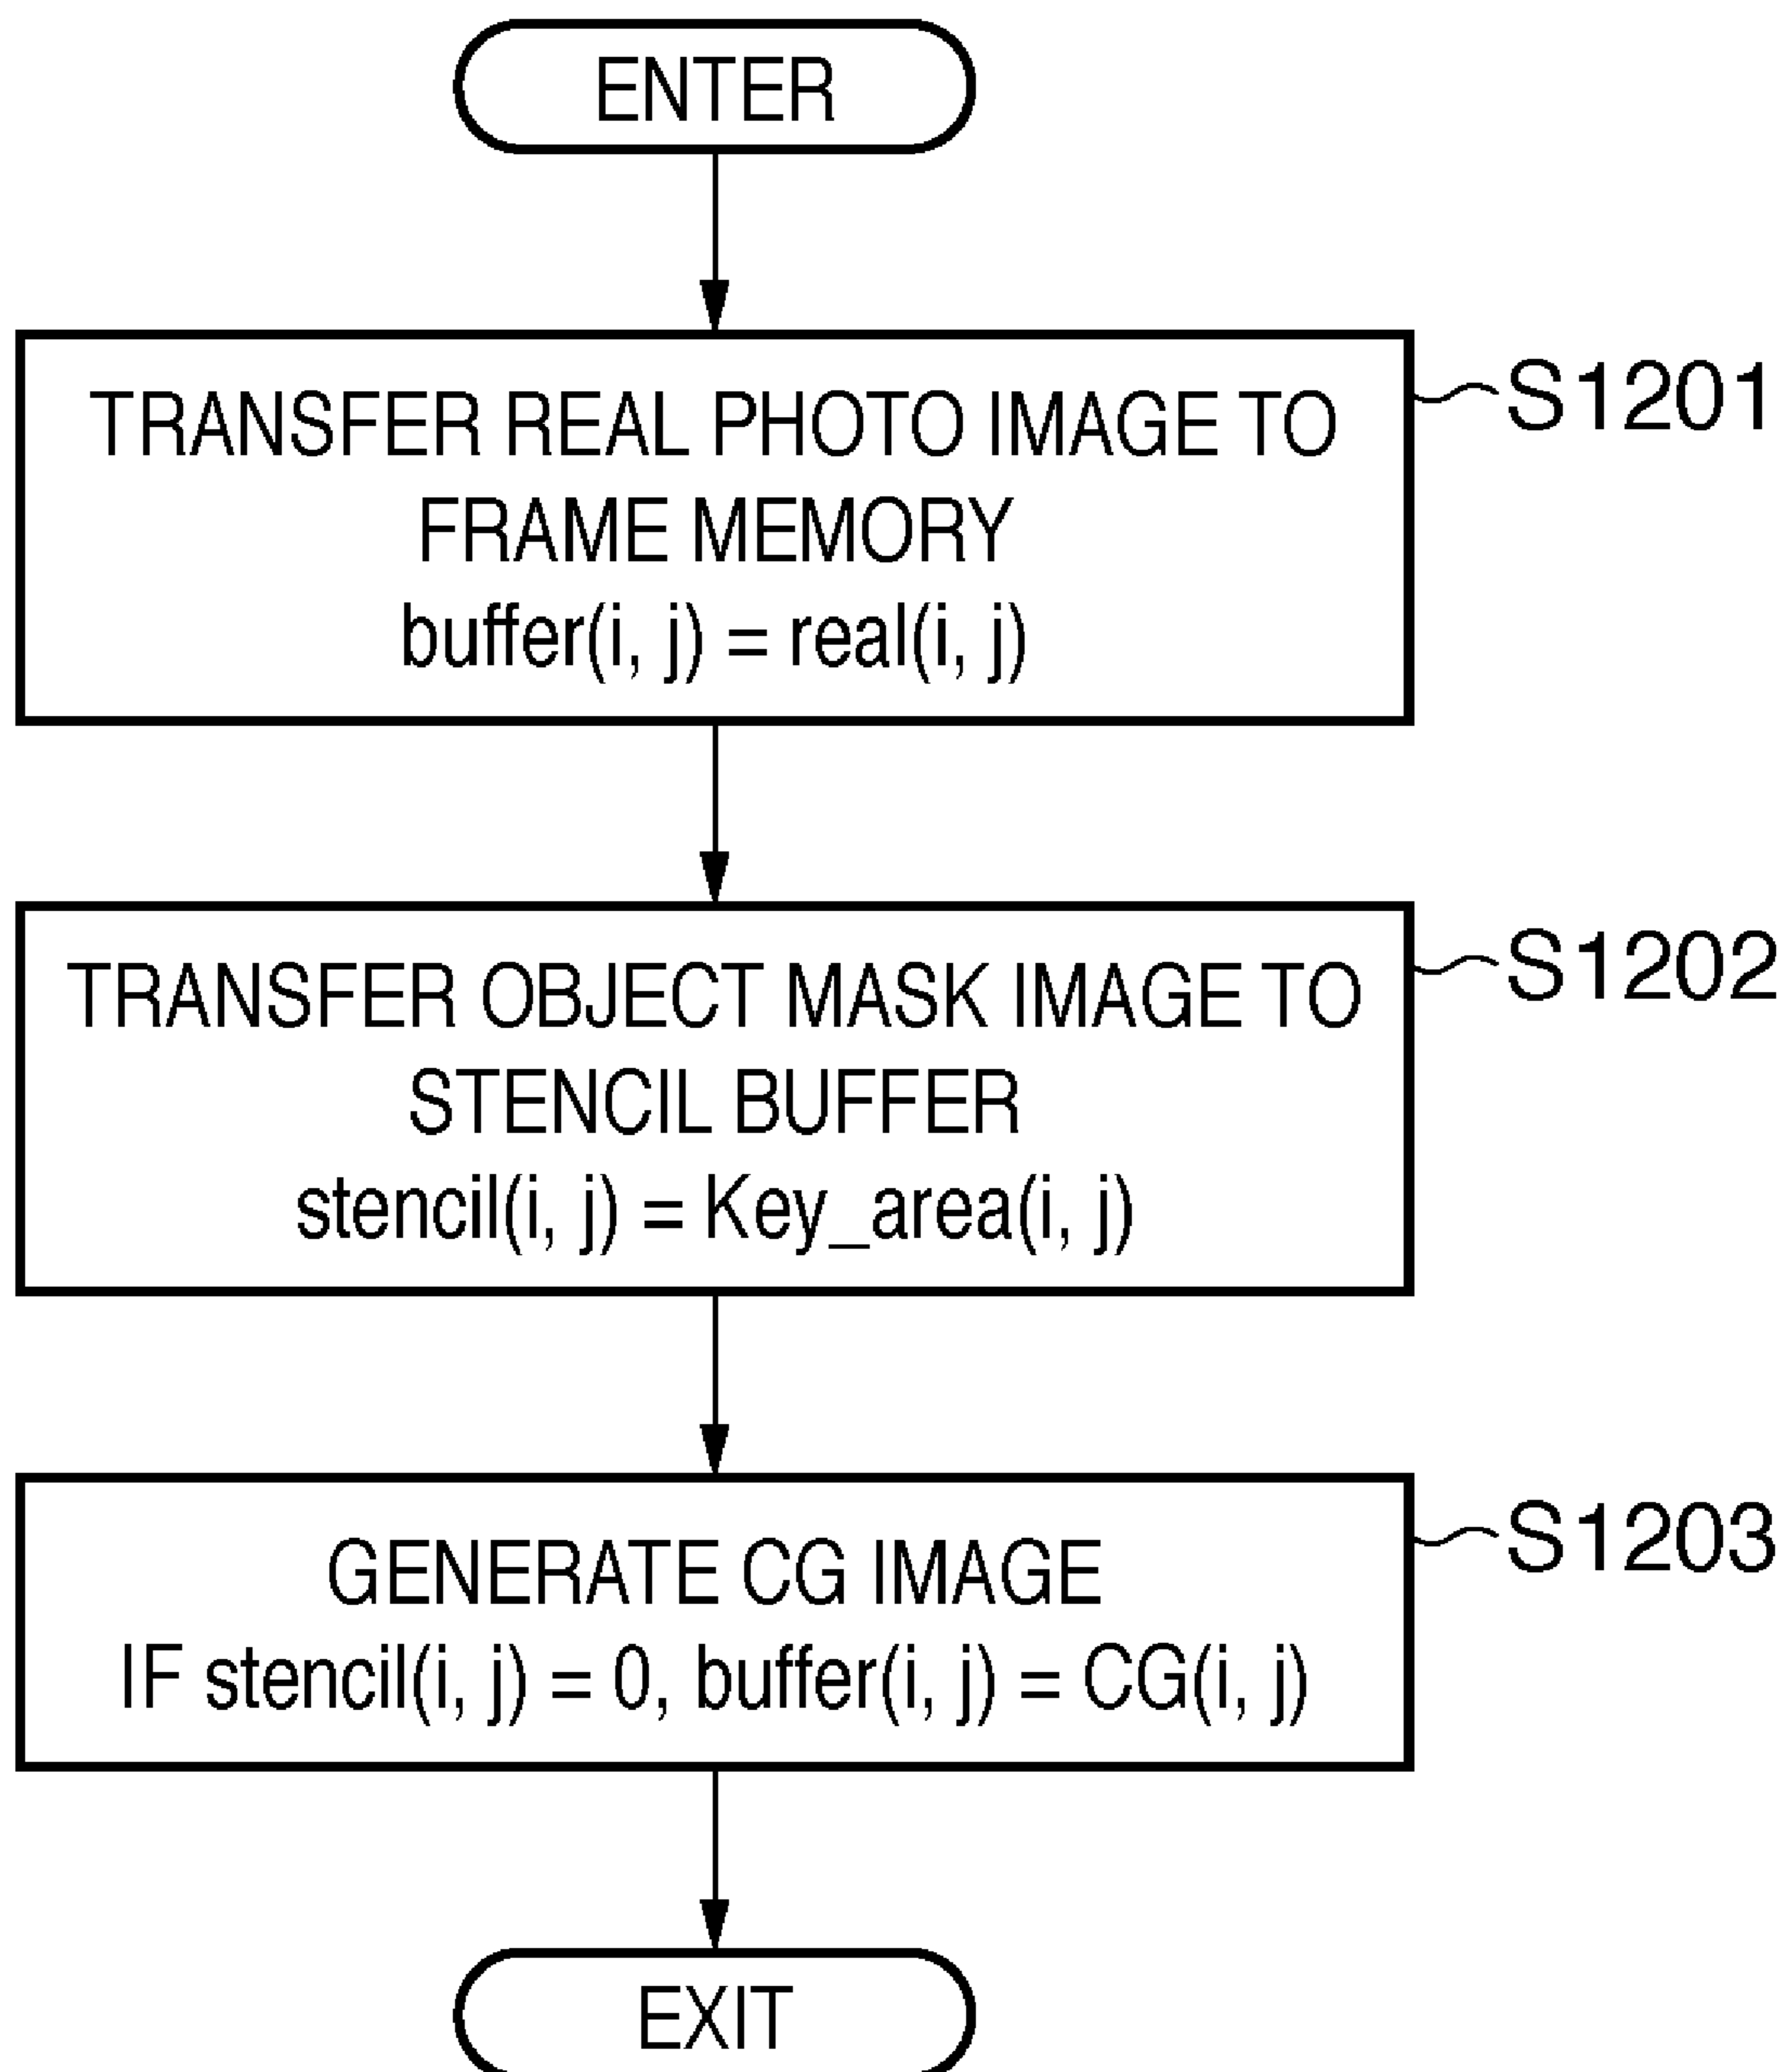 ENTER
TRANSFER REAL PHOTO IMAGE TO
FRAME MEMORY
buffer(i, j) = real(i, j)
S1201
TRANSFER OBJECT MASK IMAGE TO
STENCIL BUFFER
stencil(i, j) = Key_area(i, j)
S1202
GENERATE CG IMAGE
IF stencil(i, j) = 0, buffer(i, j) = CG(i, j)
S1203
EXIT